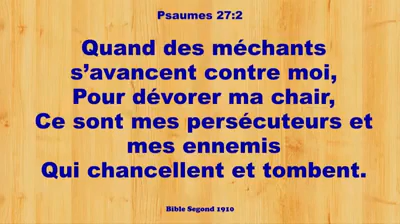 Psaumes 27:2
Quand des méchants
s’avancent contre moi,
Pour dévorer ma chair,
Ce sont mes persécuteurs et
mes ennemis
Qui chancellent et tombent.
Bible Segond 1910